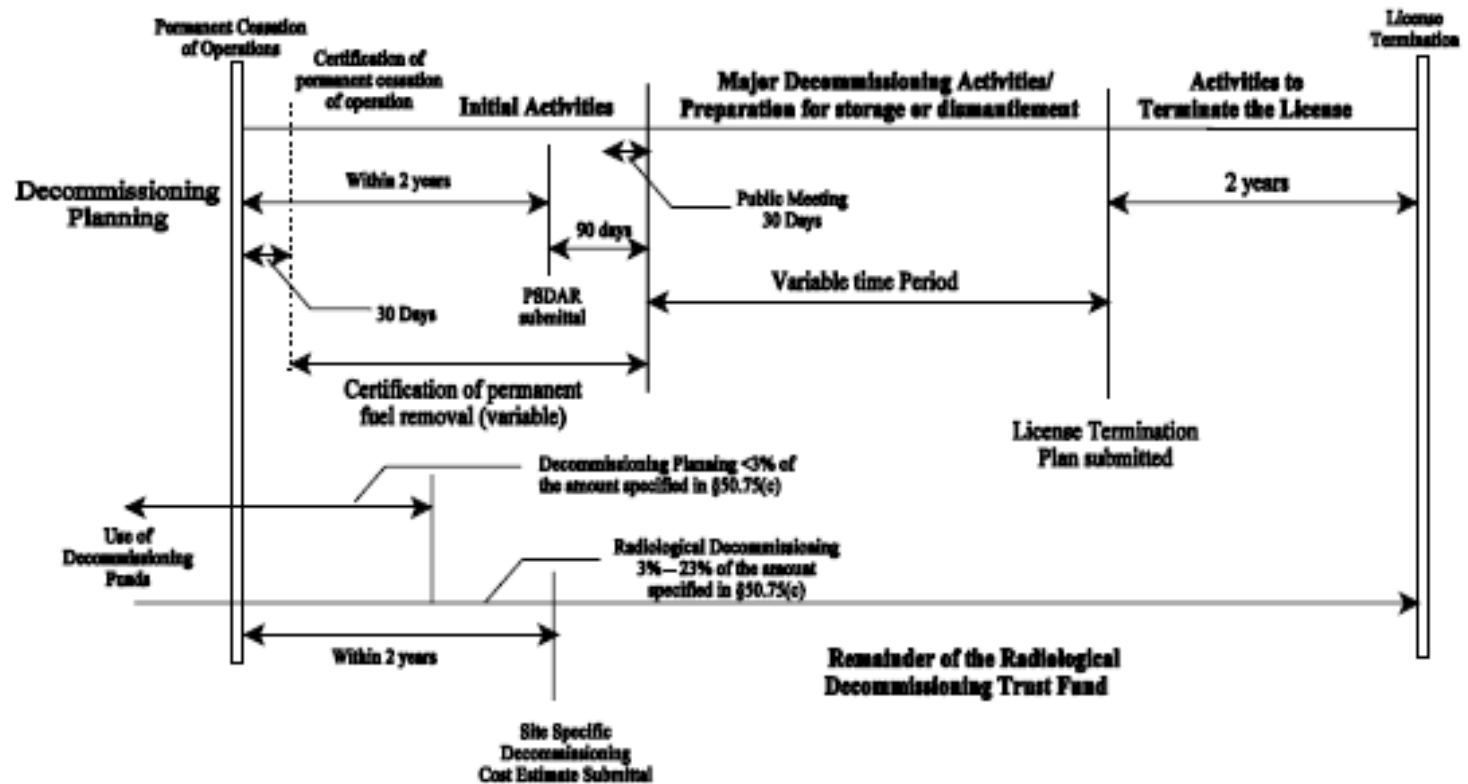 Permanent Cessation
of Operations
License
Termination
Certification of
permanent cessation
of operation
Initial Activities
Major Decommissioning Activities/
Preparation for storage or dismantlement
Activities to
Terminate the License
Decommissioning
Planning
Within 2 years
Public Meeting
30 Days
2 years
90 days
Variable time Period
PSDAR
submittal
30 Days
Certification of permanent
fuel removal (variable)
License Termination
Plan submitted
Decommissioning Planning <3% of
the amount specified in §50.75(c)
Use of
Decommissioning
Funds
Radiological Decommissioning
3%—23% of the amount
specified in §50.75(c)
Within 2 years
Remainder of the Radiological
Decommissioning Trust Fund
Site Specific
Decommissioning
Cost Estimate Submittal